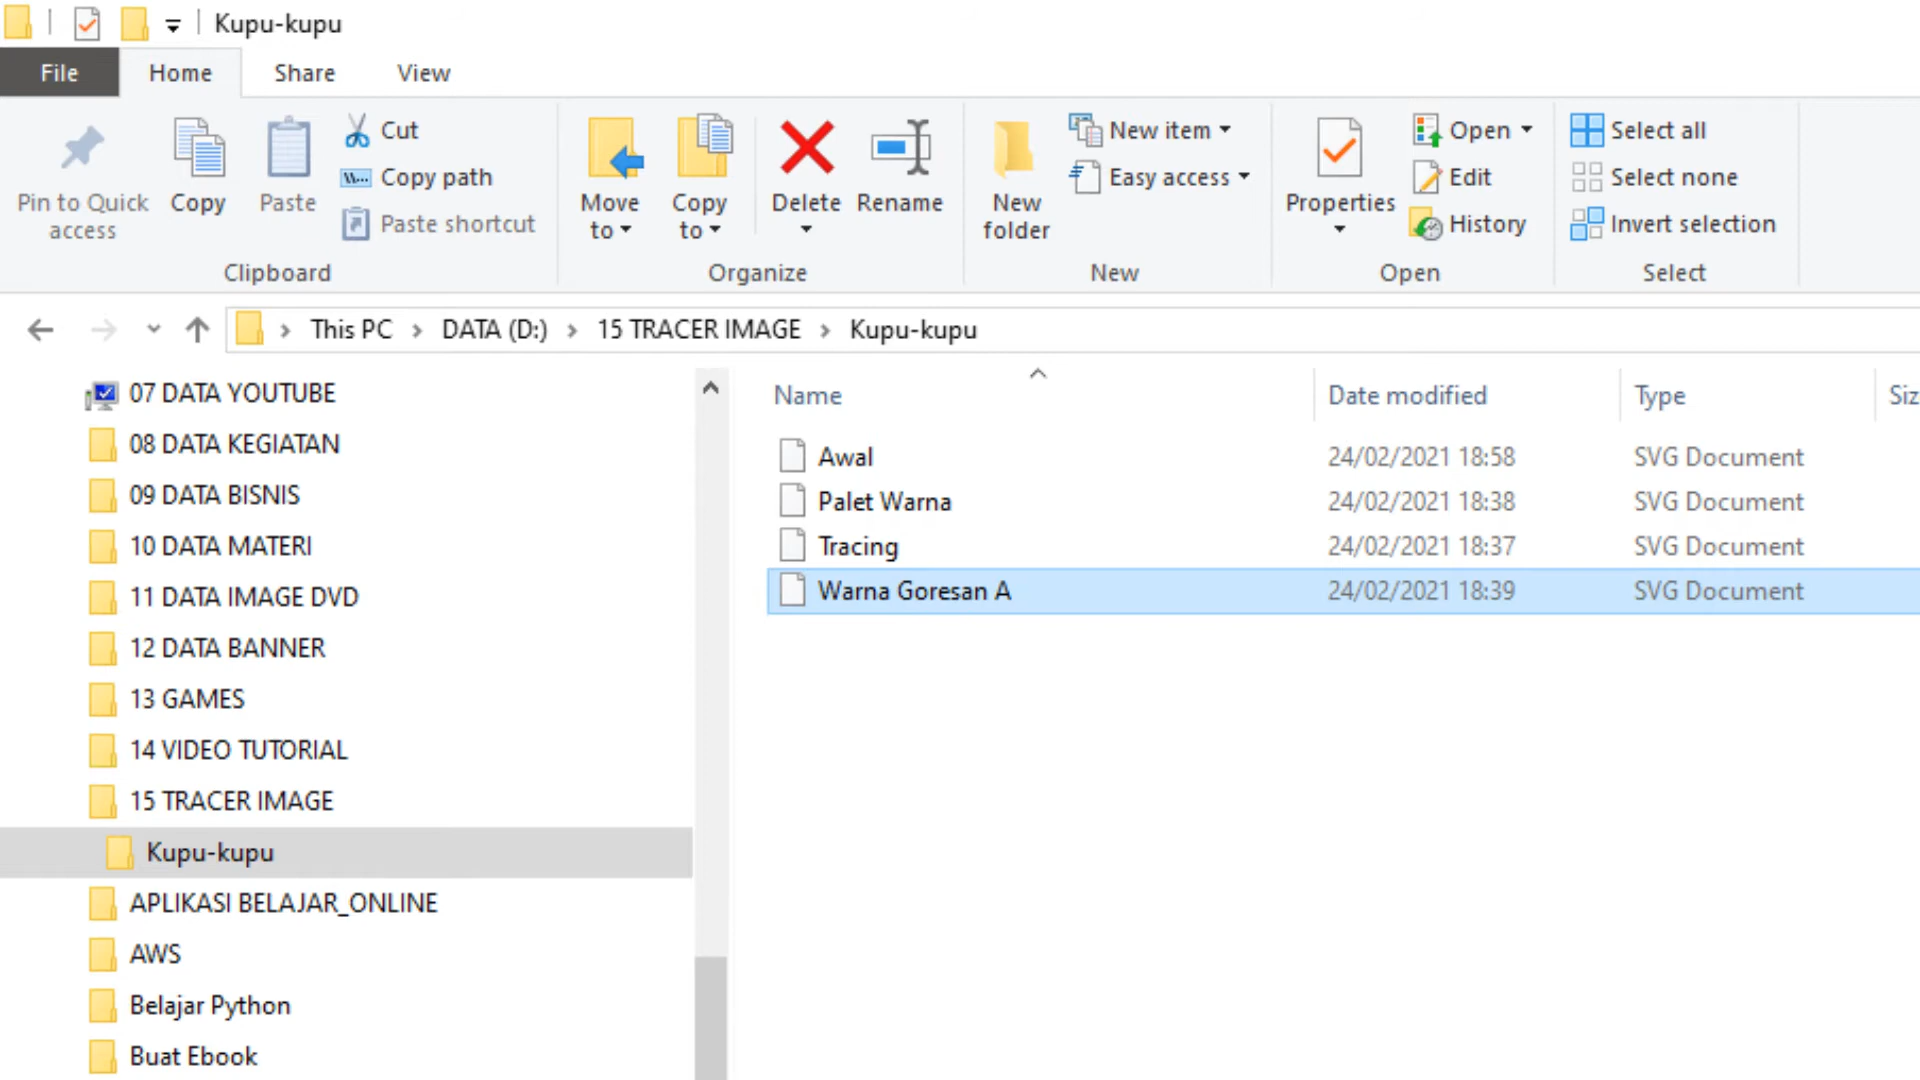 Kupu-kupu
File Home Share View
Pin to Quick access
Copy
Paste
Cut
Copy path
Paste shortcut
Clipboard
Move to
Copy to
Delete
Rename
Organize
New folder
New item
Easy access
New
Properties
Open
Edit
History
Open
Select all
Select none
Invert selection
Select
This PC > DATA (D:) > 15 TRACER IMAGE > Kupu-kupu
07 DATA YOUTUBE
08 DATA KEGIATAN
09 DATA BISNIS
10 DATA MATERI
11 DATA IMAGE DVD
12 DATA BANNER
13 GAMES
14 VIDEO TUTORIAL
15 TRACER IMAGE
Kupu-kupu
APLIKASI BELAJAR_ONLINE
AWS
Belajar Python
Buat Ebook
Name Date modified Type Siz
Awal 24/02/2021 18:58 SVG Document
Palet Warna 24/02/2021 18:38 SVG Document
Tracing 24/02/2021 18:37 SVG Document
Warna Goresan A 24/02/2021 18:39 SVG Document